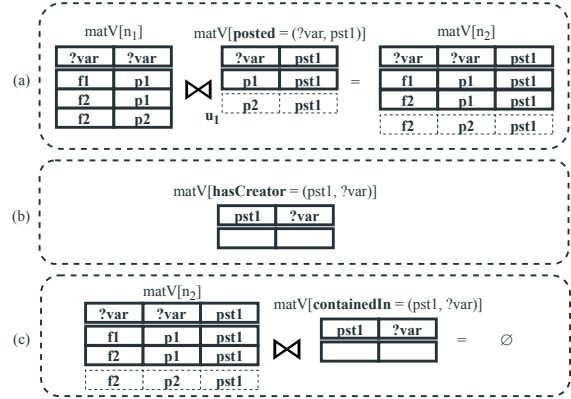 matV[n1] matV[posted = (?var, pst1)] matV[n2]
?var ?var ?var pst1 ?var ?var pst1
(a) f1 p1 ⋈ p1 pst1 = f1 p1 pst1
f2 p1 u1 p2 pst1 f2 p1 pst1
f2 p2 f2 p2 pst1
matV[hasCreator = (pst1, ?var)]
(b) pst1 ?var
matV[n2] matV[containedIn = (pst1, ?var)]
?var ?var pst1 pst1 ?var
(c) f1 p1 pst1 ⋈ = ∅
f2 p1 pst1
f2 p2 pst1